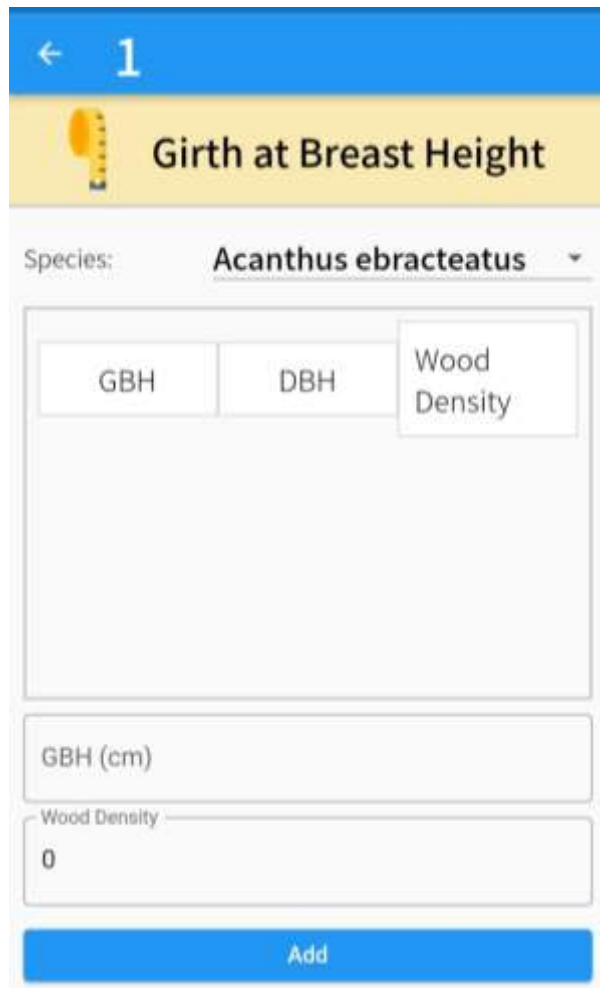 1
Girth at Breast Height
Species: Acanthus ebracteatus
GBH DBH Wood
Density
GBH (cm)
Wood Density
0
Add